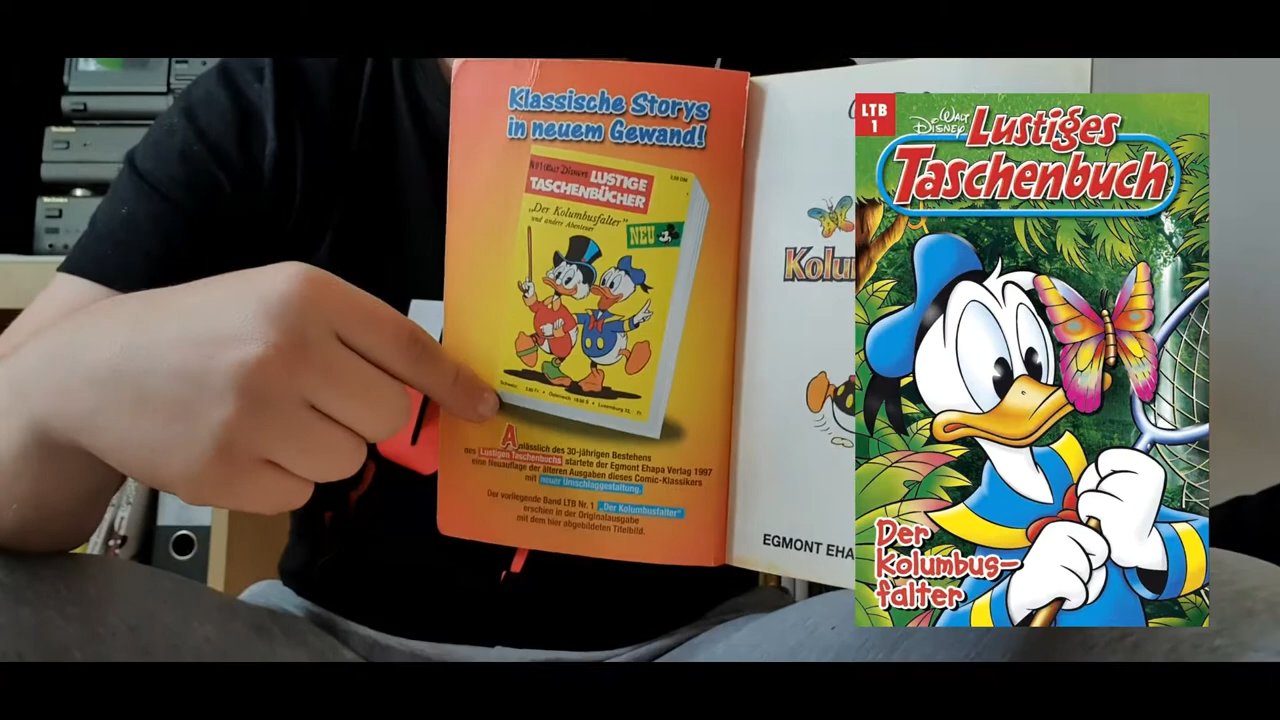 Klassische Storys
in neuem Gewand!
Nº1 WALT DISNEYS LUSTIGE
TASCHENBÜCHER
„Der Kolumbusfalter"
und andere Abenteuer
NEU
Anlässlich des 30-jährigen Bestehens
des Lustigen Taschenbuchs startete der Egmont Ehapa Verlag 1997
eine Neuauflage der älteren Ausgaben dieses Comic-Klassikers
mit neuer Umschlaggestaltung.
Der vorliegende Band LTB Nr. 1 „Der Kolumbusfalter"
erschien in der Originalausgabe
mit dem hier abgebildeten Titelbild.
Kolu
EGMONT EHA
LTB
1
WALT
DISNEY
Lustiges
Taschenbuch
Der
Kolumbus-
falter